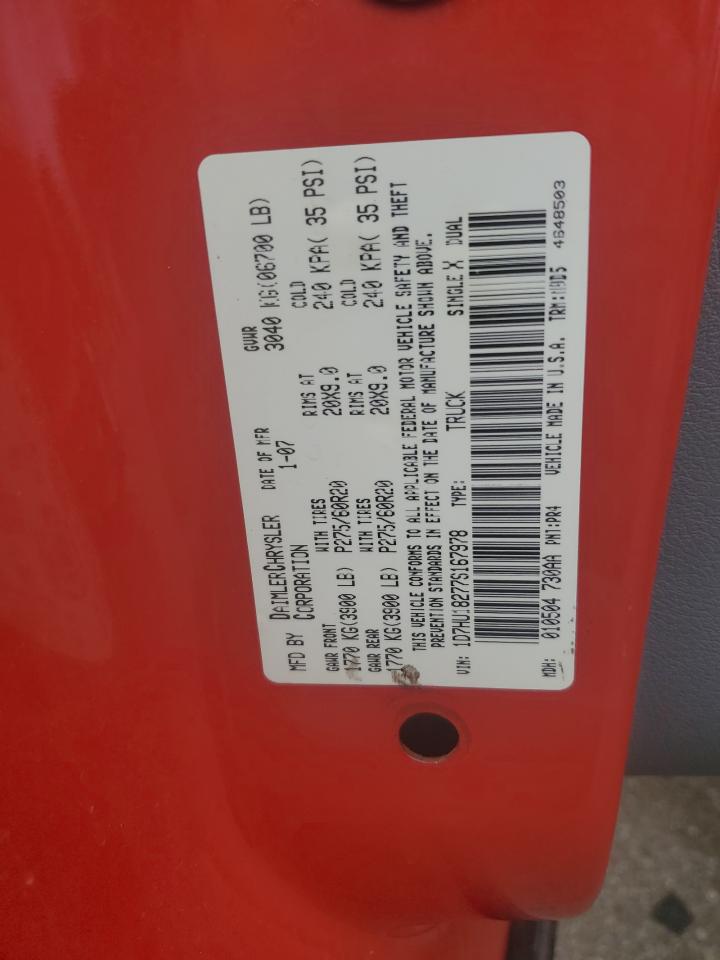 MFD BY DAIMLERCHRYSLER CORPORATION DATE OF MFR 1-07 GVWR 3040 KG(06700 LB)
GAWR FRONT WITH TIRES RIMS AT COLD
1770 KG(3900 LB) P275/60R20 20X9.0 240 KPA( 35 PSI)
GAWR REAR WITH TIRES RIMS AT COLD
1770 KG(3900 LB) P275/60R20 20X9.0 240 KPA( 35 PSI)
THIS VEHICLE CONFORMS TO ALL APPLICABLE FEDERAL MOTOR VEHICLE SAFETY AND THEFT
PREVENTION STANDARDS IN EFFECT ON THE DATE OF MANUFACTURE SHOWN ABOVE.
VIN: 1D7HU18277S167978 TYPE: TRUCK SINGLE X DUAL
MDH: 010504 730AA PNT:PR4 VEHICLE MADE IN U.S.A. 4648503